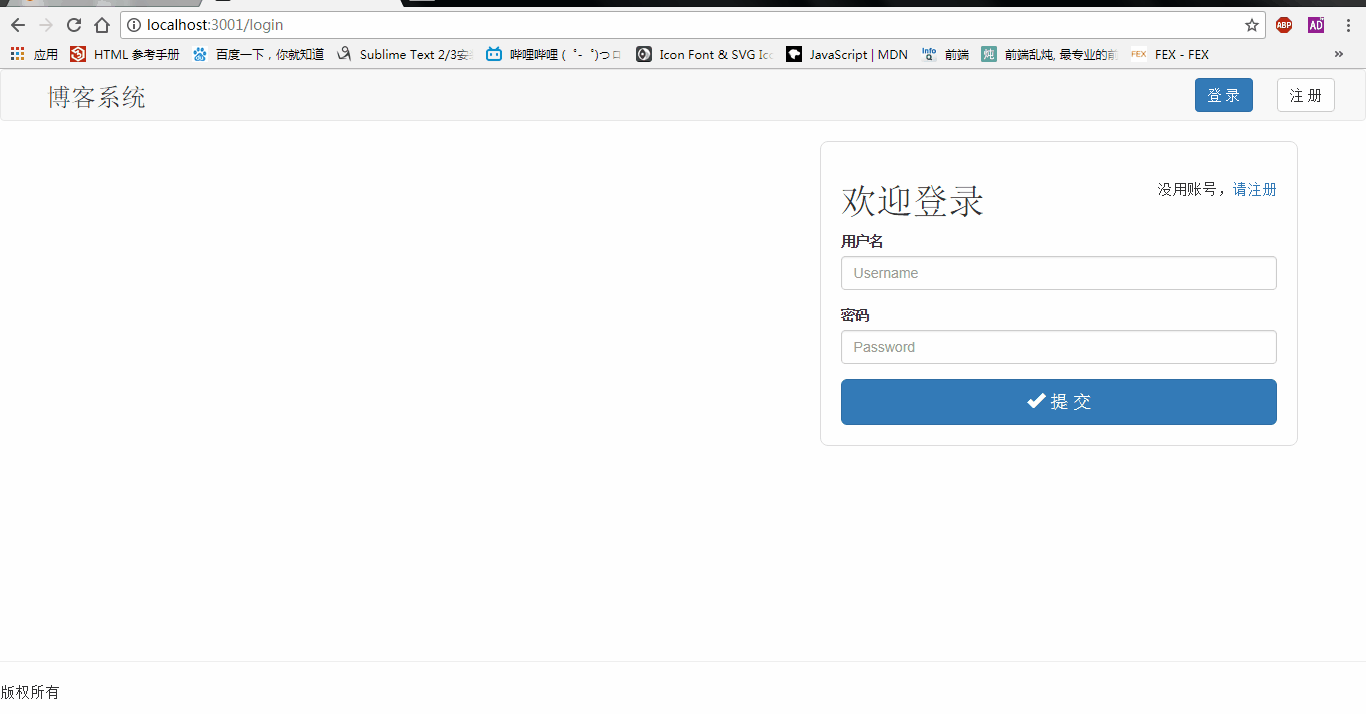 localhost:3001/login
ABP
AD
应用 HTML 参考手册 百度一下，你就知道 Sublime Text 2/3安 哔哩哔哩 ( ゜- ゜)つロ Icon Font & SVG Ic JavaScript | MDN Info Q 前端 炖 前端乱炖, 最专业的前 FEX FEX - FEX »
博客系统
登 录
注 册
欢迎登录
没用账号，请注册
用户名
Username
密码
Password
提 交
版权所有